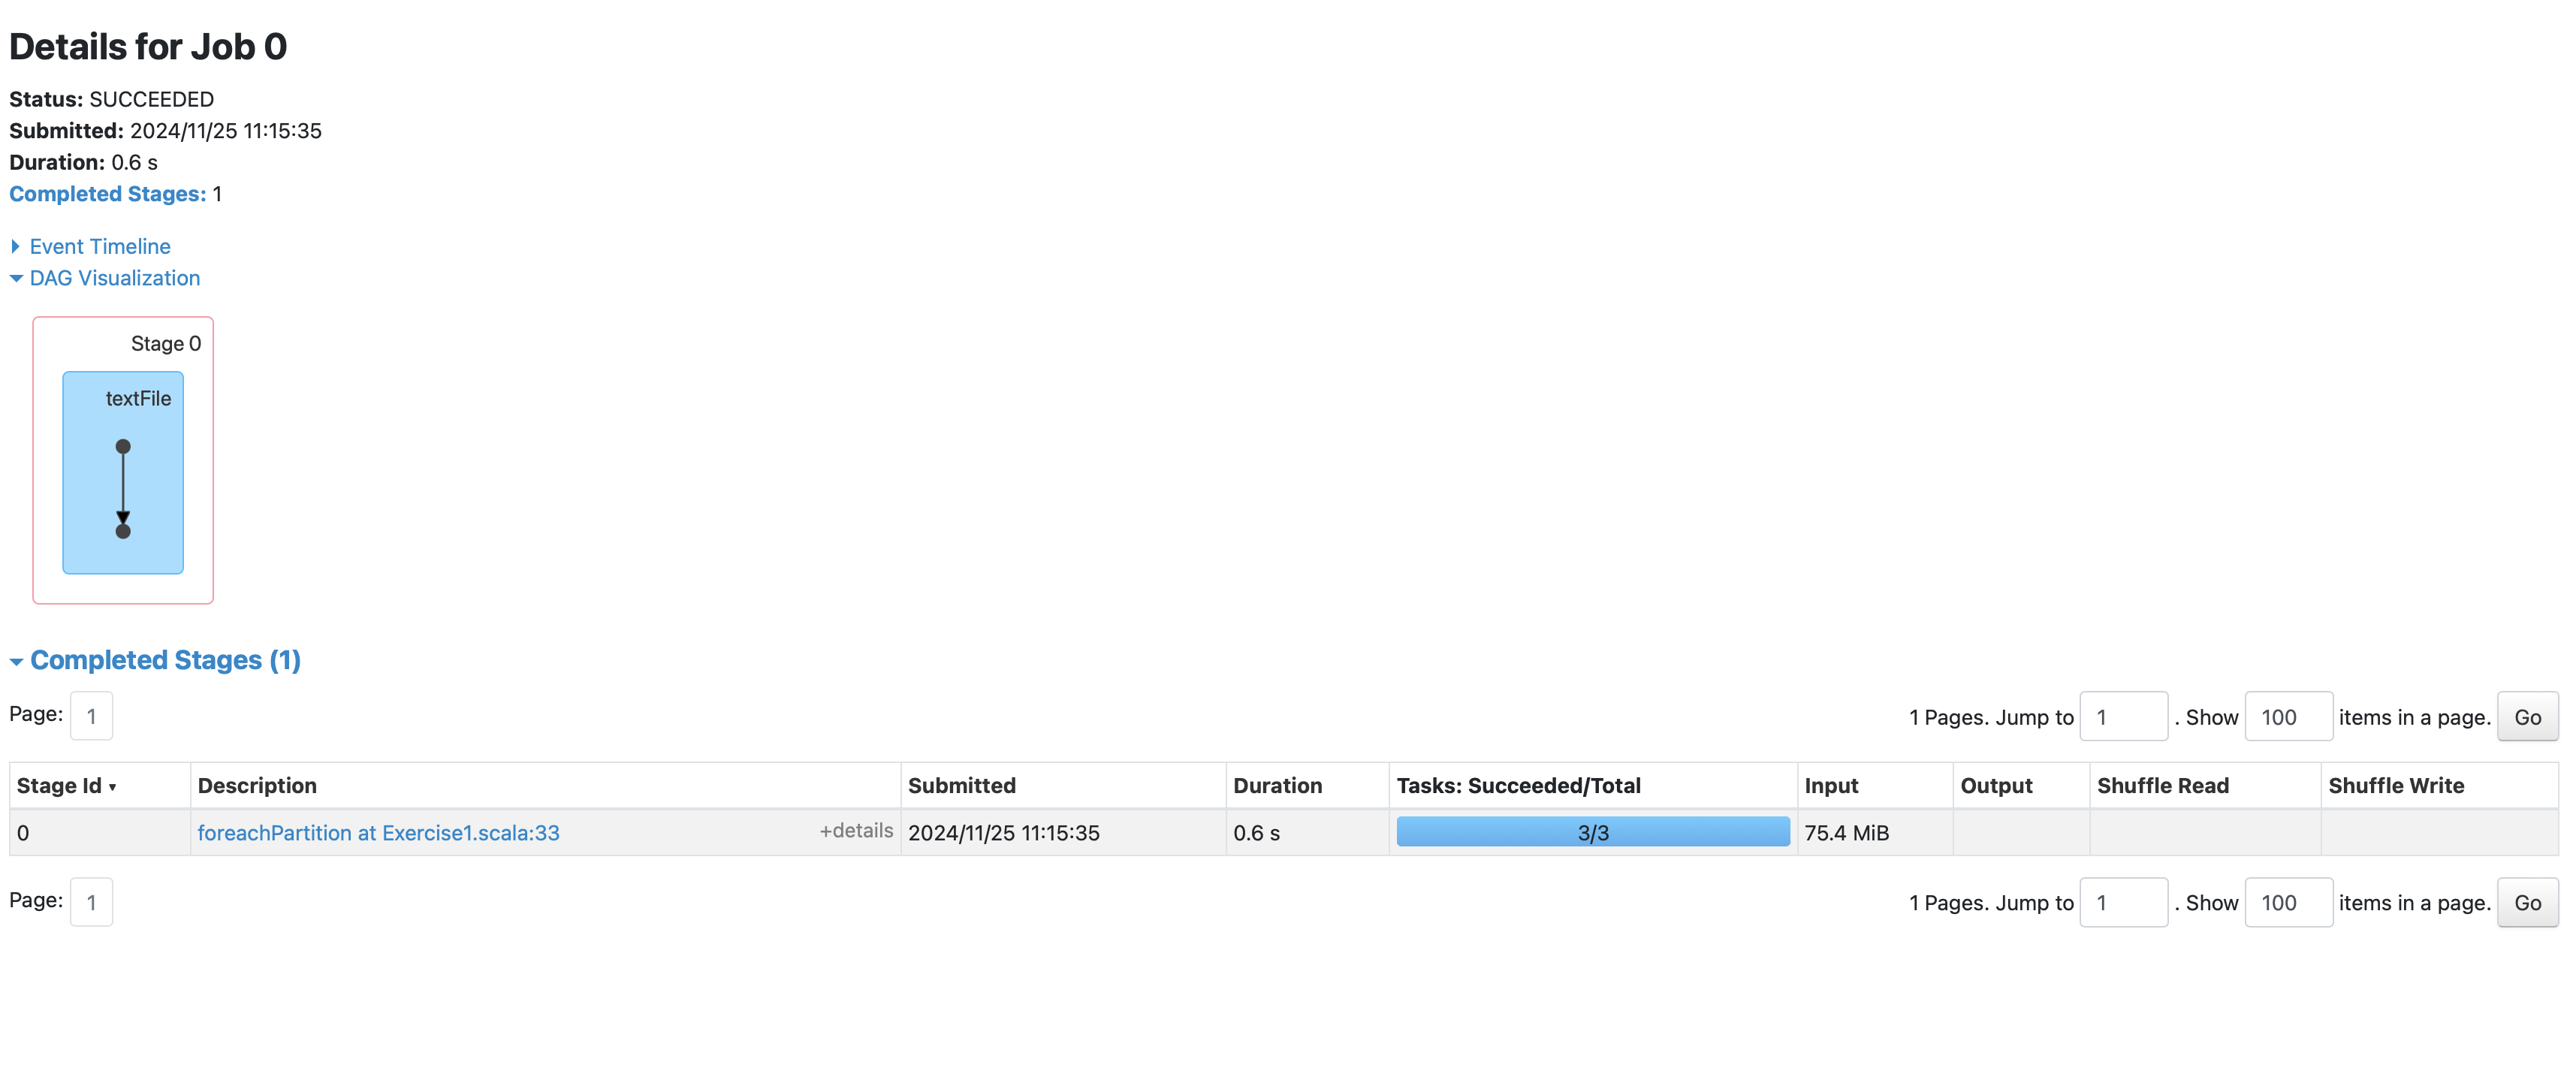 Details for Job 0
Status: SUCCEEDED
Submitted: 2024/11/25 11:15:35
Duration: 0.6 s
Completed Stages: 1
Event Timeline
DAG Visualization
Stage 0
textFile
Completed Stages (1)
Page: 1
1 Pages. Jump to 1 . Show 100 items in a page. Go
Stage Id ▾ Description Submitted Duration Tasks: Succeeded/Total Input Output Shuffle Read Shuffle Write
0 foreachPartition at Exercise1.scala:33 +details 2024/11/25 11:15:35 0.6 s 3/3 75.4 MiB
Page: 1
1 Pages. Jump to 1 . Show 100 items in a page. Go